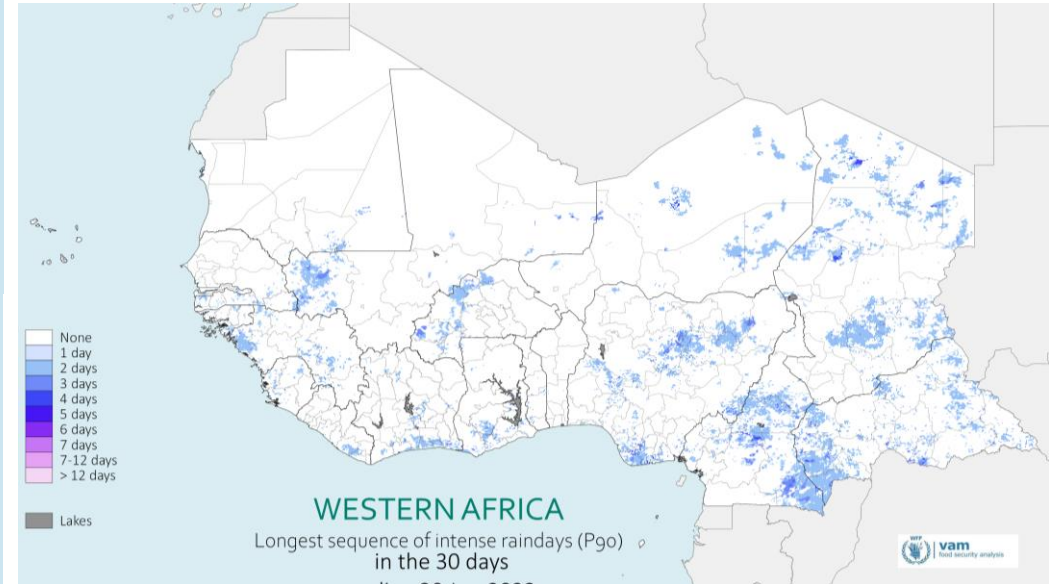 None
1 day
2 days
3 days
4 days
5 days
6 days
7 days
7-12 days
> 12 days
Lakes
WESTERN AFRICA
Longest sequence of intense raindays (P90)
in the 30 days
WFP
vam
food security analysis